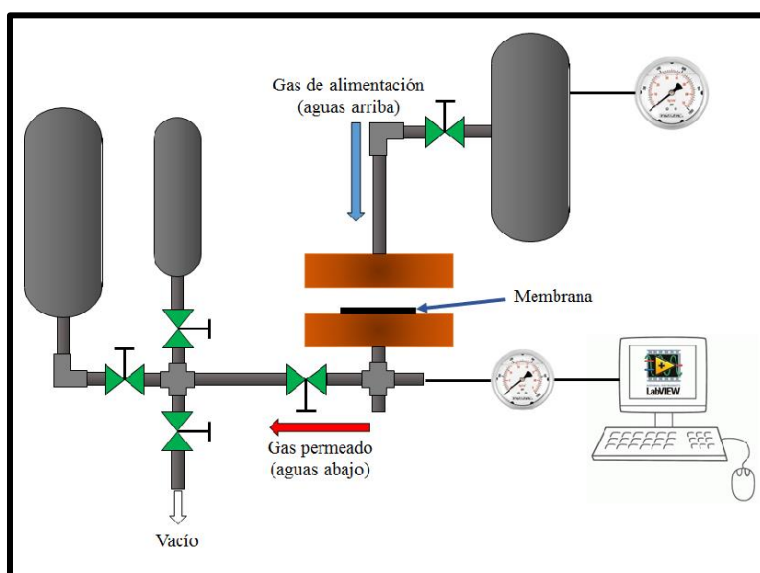 Gas de alimentación
(aguas arriba)
Membrana
LabVIEW
Gas permeado
(aguas abajo)
Vacío